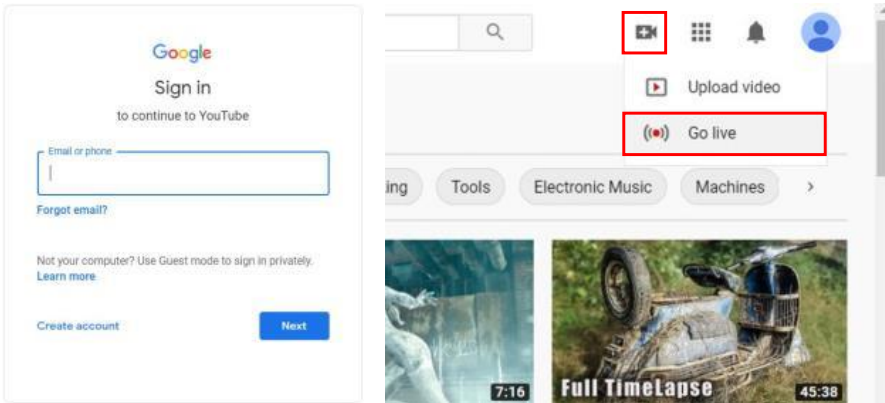 Google
Sign in
to continue to YouTube
Email or phone
Forgot email?
Not your computer? Use Guest mode to sign in privately.
Learn more
Create account
Next
Upload video
Go live
ing
Tools
Electronic Music
Machines
7:16
Full TimeLapse
45:38